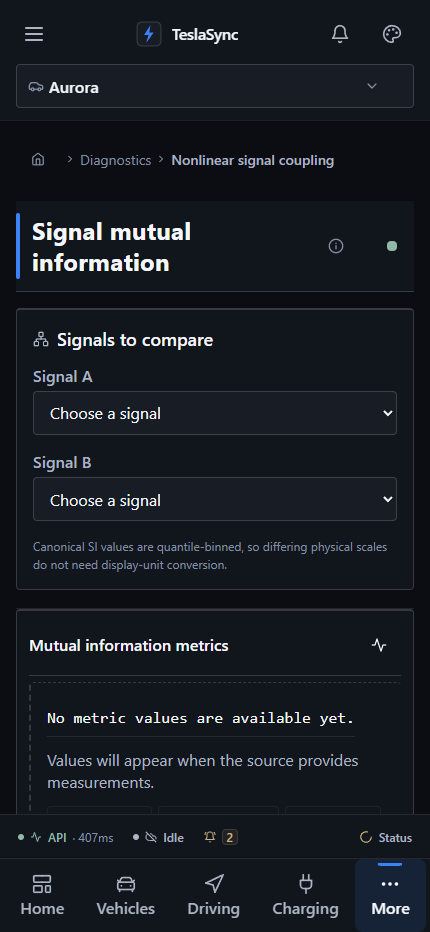 TeslaSync
Aurora
Diagnostics
Nonlinear signal coupling
Signal mutual
information
Signals to compare
Signal A
Choose a signal
Signal B
Choose a signal
Canonical SI values are quantile-binned, so differing physical scales
do not need display-unit conversion.
Mutual information metrics
No metric values are available yet.
Values will appear when the source provides
measurements.
API · 407ms
Idle
2
Status
Home
Vehicles
Driving
Charging
More